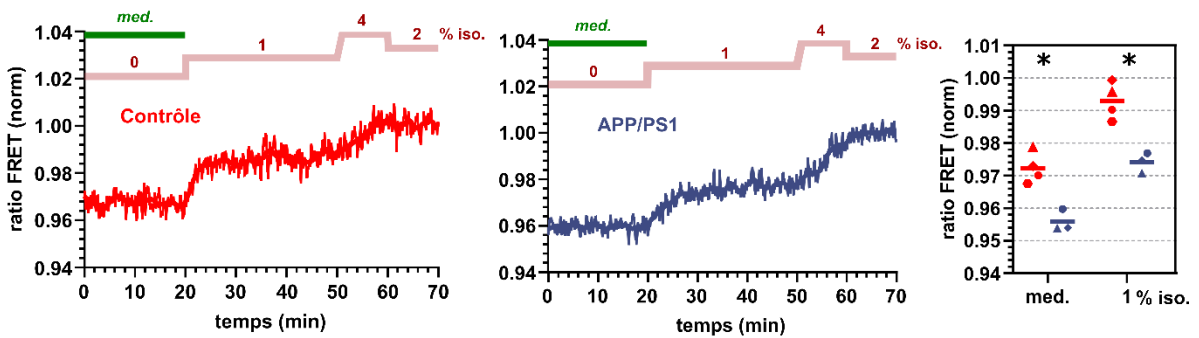 med.
0
1
4
2
% iso.
Contrôle
ratio FRET (norm)
1.04
1.02
1.00
0.98
0.96
0.94
0 10 20 30 40 50 60 70
temps (min)
med.
0
1
4
2
% iso.
APP/PS1
1.04
1.02
1.00
0.98
0.96
0.94
0 10 20 30 40 50 60 70
temps (min)
ratio FRET (norm)
1.01
1.00
0.99
0.98
0.97
0.96
0.95
0.94
* *
med. 1 % iso.